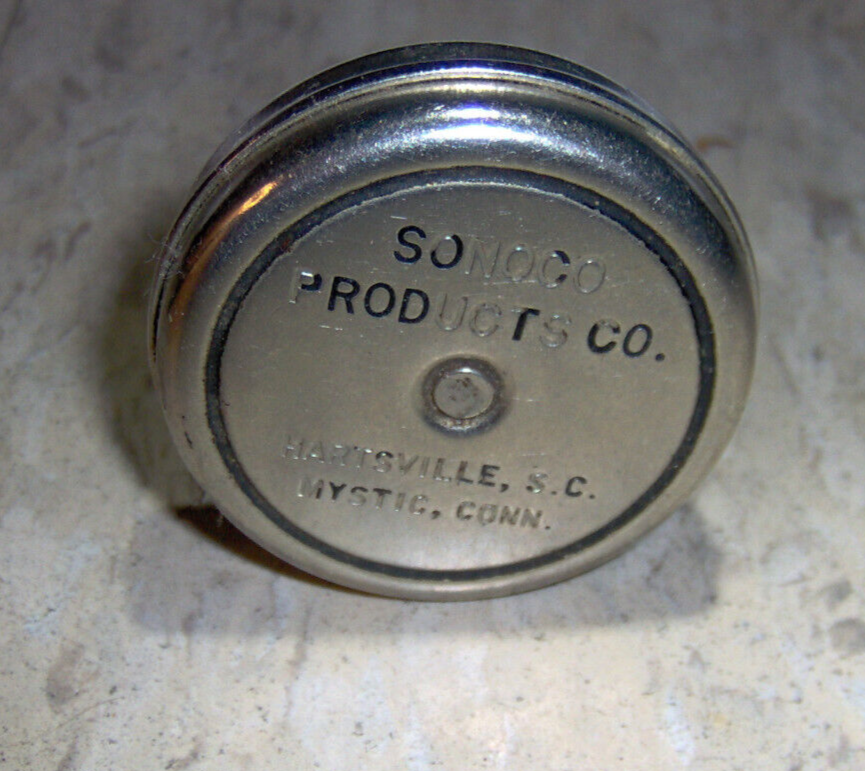 SONOCO
PRODUCTS CO.
HARTSVILLE, S.C.
MYSTIC, CONN.